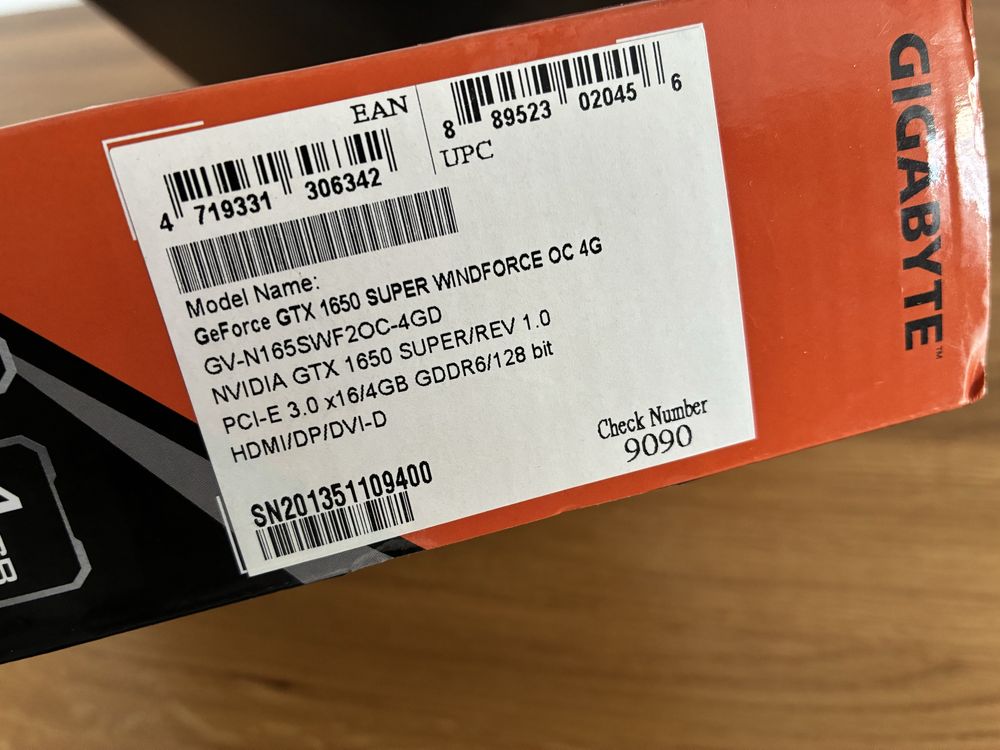 EAN
4 719331 306342
8 89523 02045 6
UPC
Model Name:
GeForce GTX 1650 SUPER WINDFORCE OC 4G
GV-N165SWF2OC-4GD
NVIDIA GTX 1650 SUPER/REV 1.0
PCI-E 3.0 x16/4GB GDDR6/128 bit
HDMI/DP/DVI-D
SN201351109400
Check Number
9090
GIGABYTE™
4GB